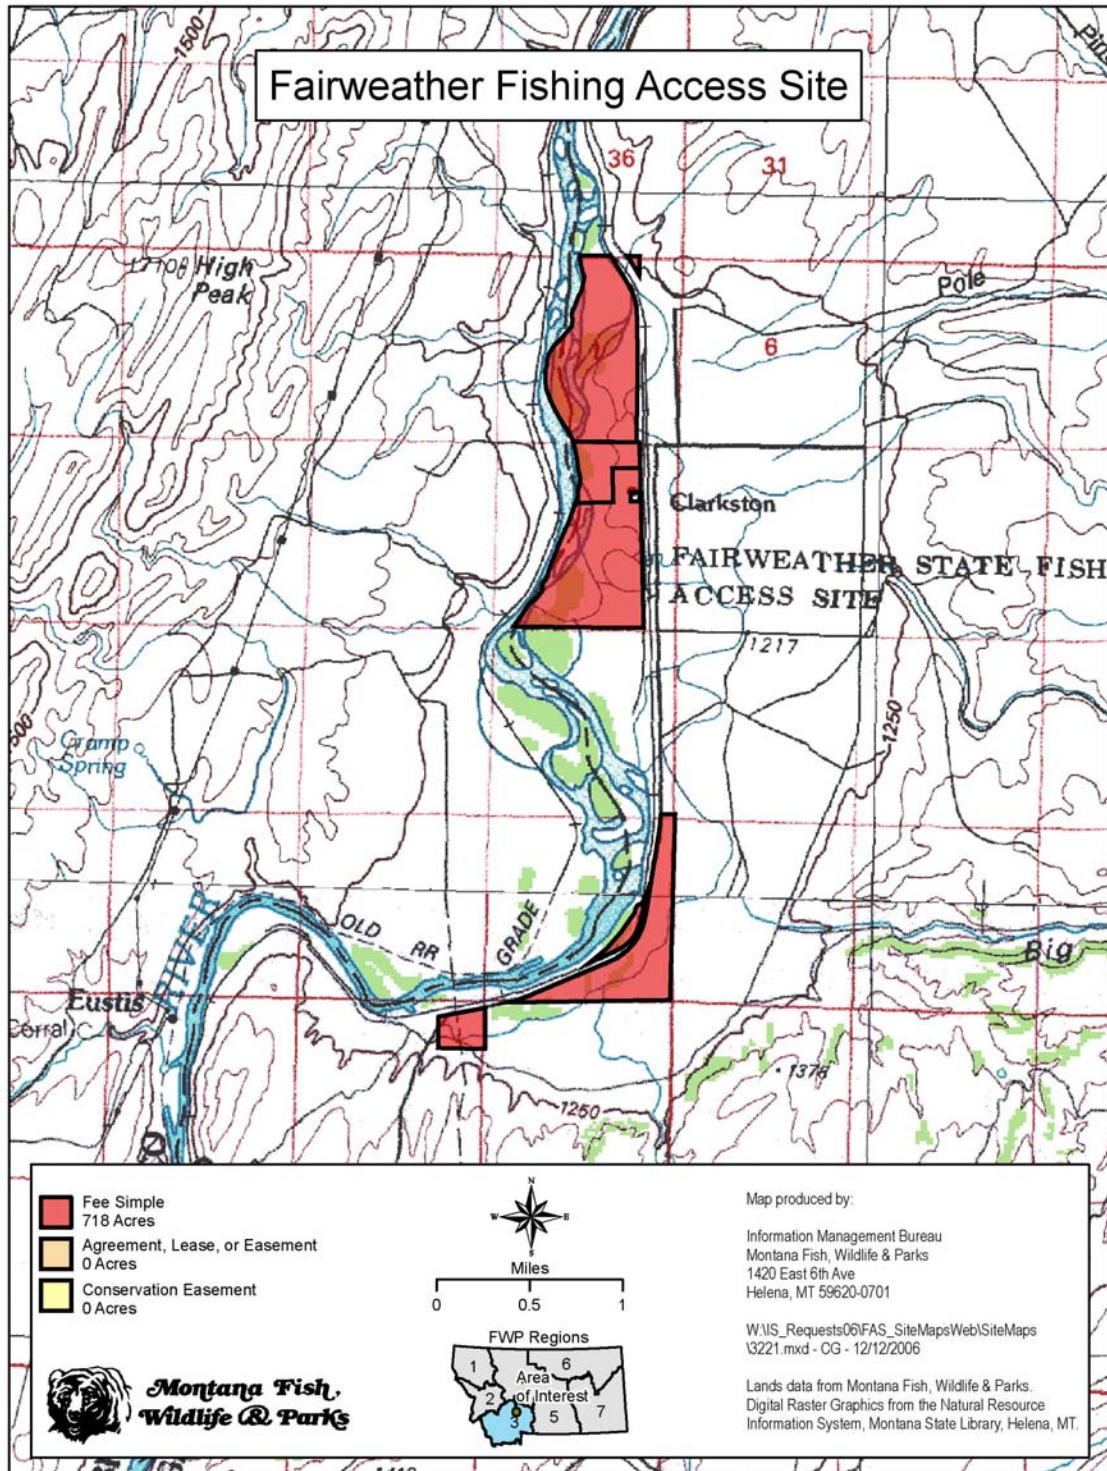 Fairweather Fishing Access Site
1500
36
31
High
Peak
Pole
1
6
Clarkston
FAIRWEATHER STATE FISH
ACCESS SITE
1217
1250
Cramp
Spring
RIVER
OLD RR GRADE
Big
Eustis
Corral
1378
1250
Fee Simple
718 Acres
Agreement, Lease, or Easement
0 Acres
Conservation Easement
0 Acres
N
W E
S
Miles
0 0.5 1
FWP Regions
1
6
Area
of Interest
2
3
5
7
Montana Fish,
Wildlife & Parks
Map produced by:
Information Management Bureau
Montana Fish, Wildlife & Parks
1420 East 6th Ave
Helena, MT 59620-0701
W:\IS_Requests06\FAS_SiteMapsWeb\SiteMaps
\3221.mxd - CG - 12/12/2006
Lands data from Montana Fish, Wildlife & Parks.
Digital Raster Graphics from the Natural Resource
Information System, Montana State Library, Helena, MT.